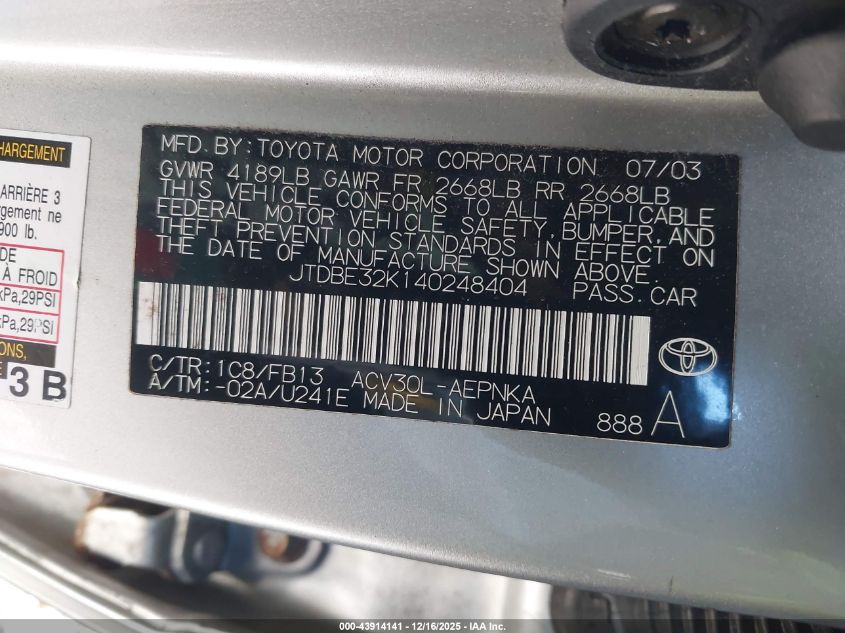 HARGEMENT
ARRIÈRE 3
rgement ne
900 lb.
DE
À FROID
kPa,29PSI
kPa,29PSI
ONS,
-3 B
MFD. BY: TOYOTA MOTOR CORPORATION 07/03
GVWR 4189LB GAWR FR 2668LB RR 2668LB
THIS VEHICLE CONFORMS TO ALL APPLICABLE
FEDERAL MOTOR VEHICLE SAFETY, BUMPER, AND
THEFT PREVENTION STANDARDS IN EFFECT ON
THE DATE OF MANUFACTURE SHOWN ABOVE.
JTDBE32K140248404 PASS. CAR
C/TR: 1C8/FB13 ACV30L-AEPNKA
A/TM: -02A/U241E MADE IN JAPAN 888 A
000-43914141 - 12/16/2025 - IAA Inc.